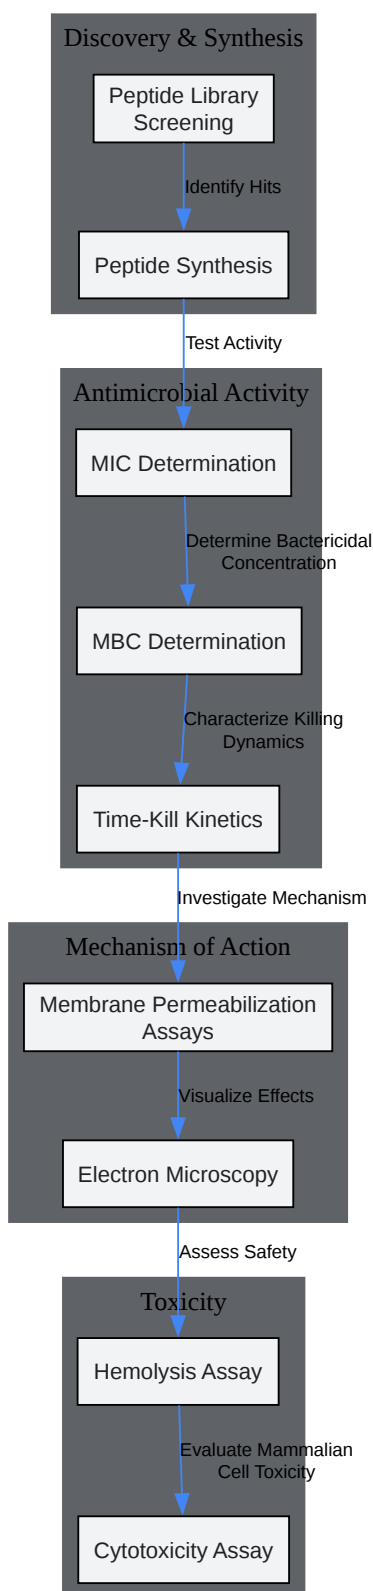 Discovery & Synthesis
Peptide Library
Screening
Identify Hits
Peptide Synthesis
Test Activity
Antimicrobial Activity
MIC Determination
Determine Bactericidal
Concentration
MBC Determination
Characterize Killing
Dynamics
Time-Kill Kinetics
Investigate Mechanism
Mechanism of Action
Membrane Permeabilization
Assays
Visualize Effects
Electron Microscopy
Assess Safety
Toxicity
Hemolysis Assay
Evaluate Mammalian
Cell Toxicity
Cytotoxicity Assay